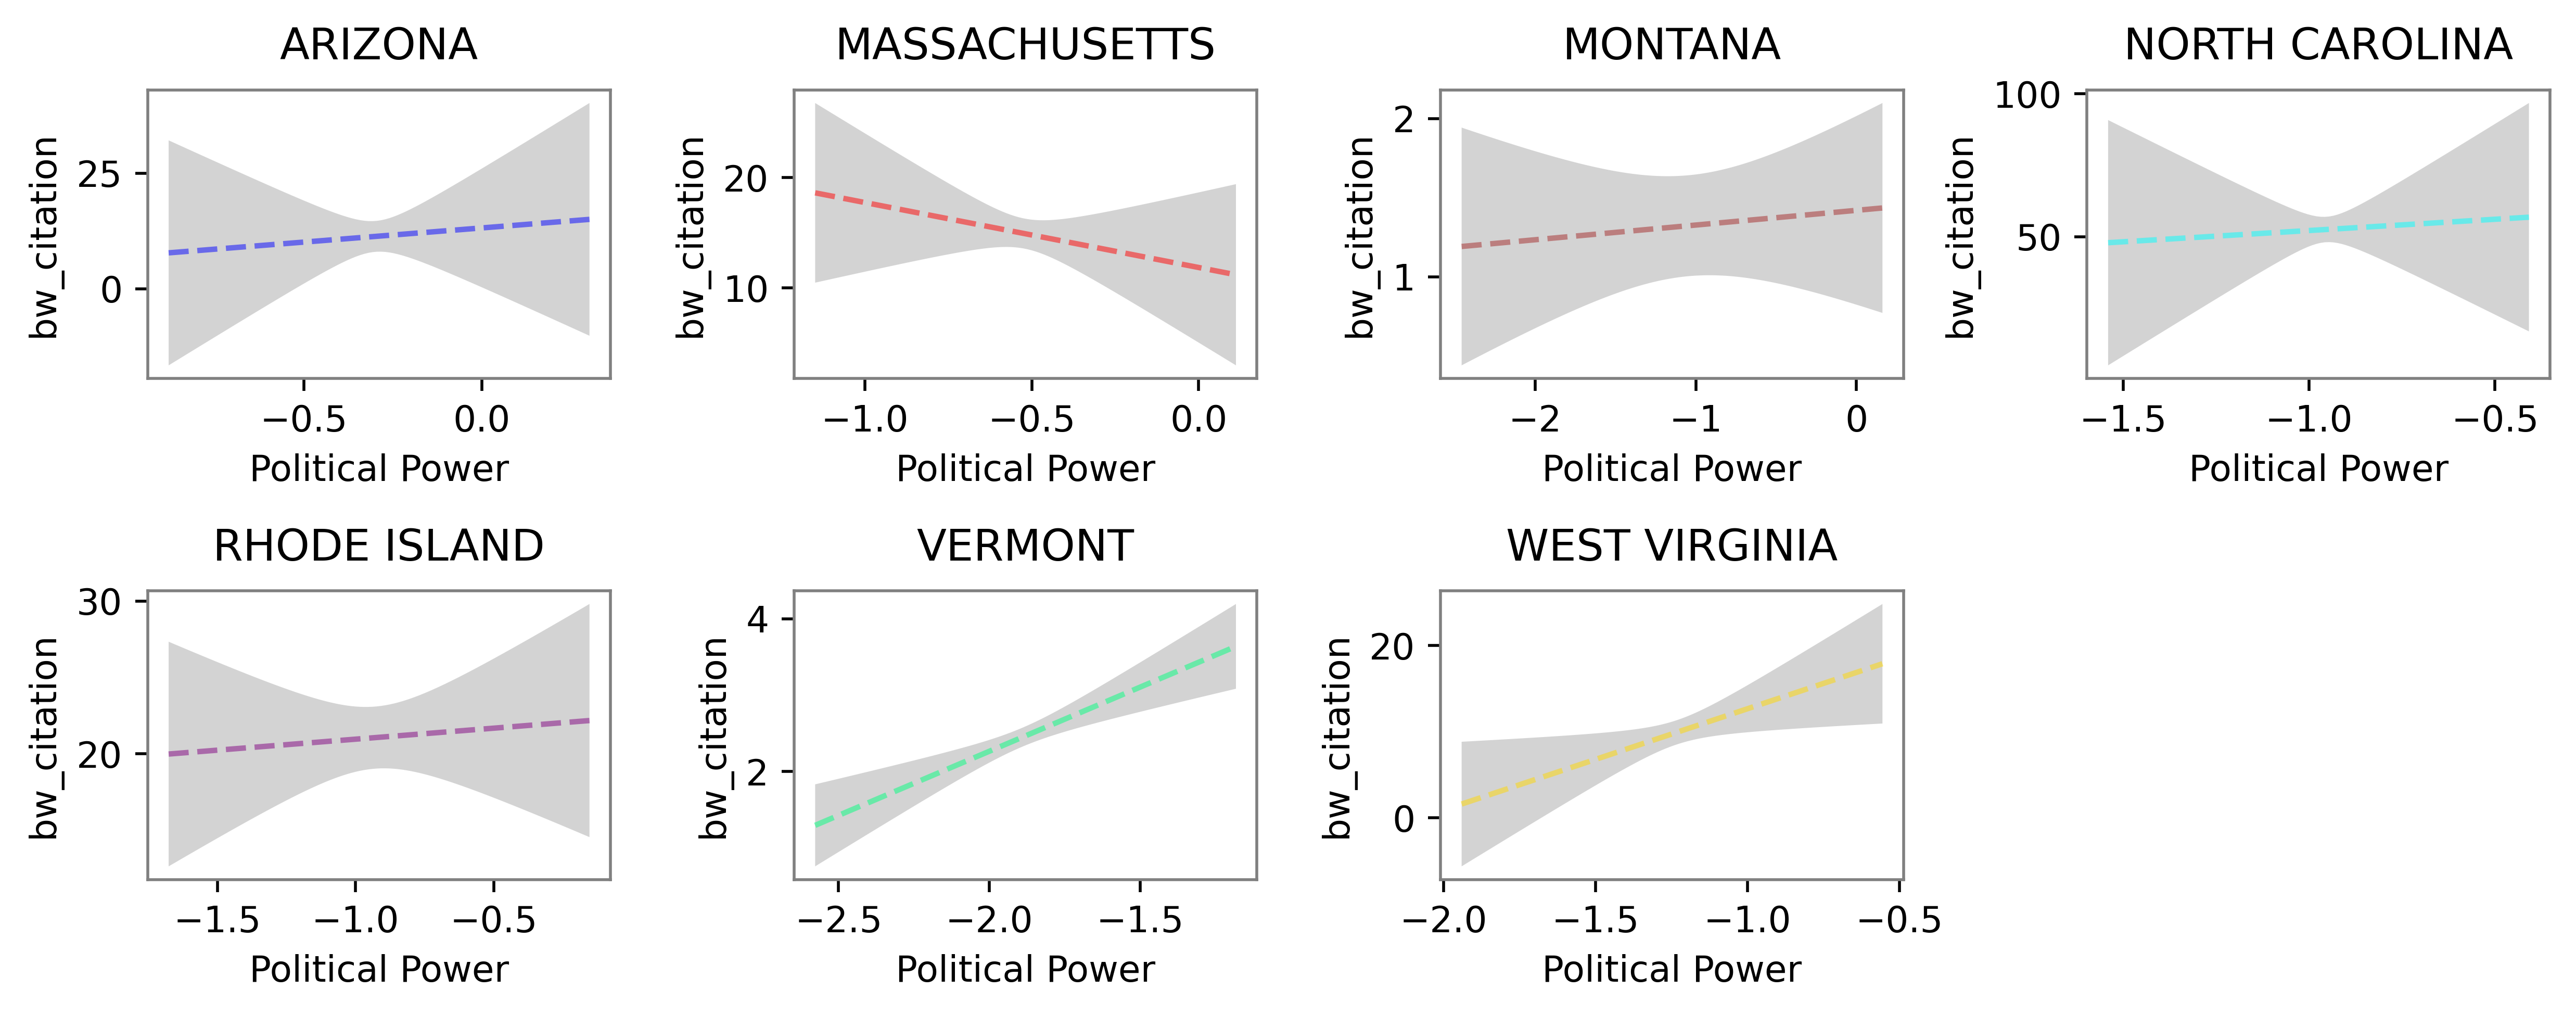 ARIZONA
bw_citation
25
0
−0.5 0.0
Political Power
MASSACHUSETTS
bw_citation
20
10
−1.0 −0.5 0.0
Political Power
MONTANA
bw_citation
2
1
−2 −1 0
Political Power
NORTH CAROLINA
bw_citation
100
50
−1.5 −1.0 −0.5
Political Power
RHODE ISLAND
bw_citation
30
20
−1.5 −1.0 −0.5
Political Power
VERMONT
bw_citation
4
2
−2.5 −2.0 −1.5
Political Power
WEST VIRGINIA
bw_citation
20
0
−2.0 −1.5 −1.0 −0.5
Political Power